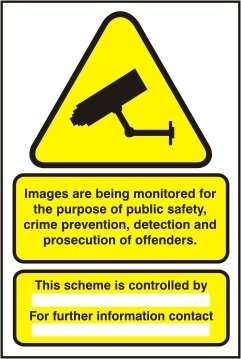 Images are being monitored for
the purpose of public safety,
crime prevention, detection and
prosecution of offenders.
This scheme is controlled by
For further information contact